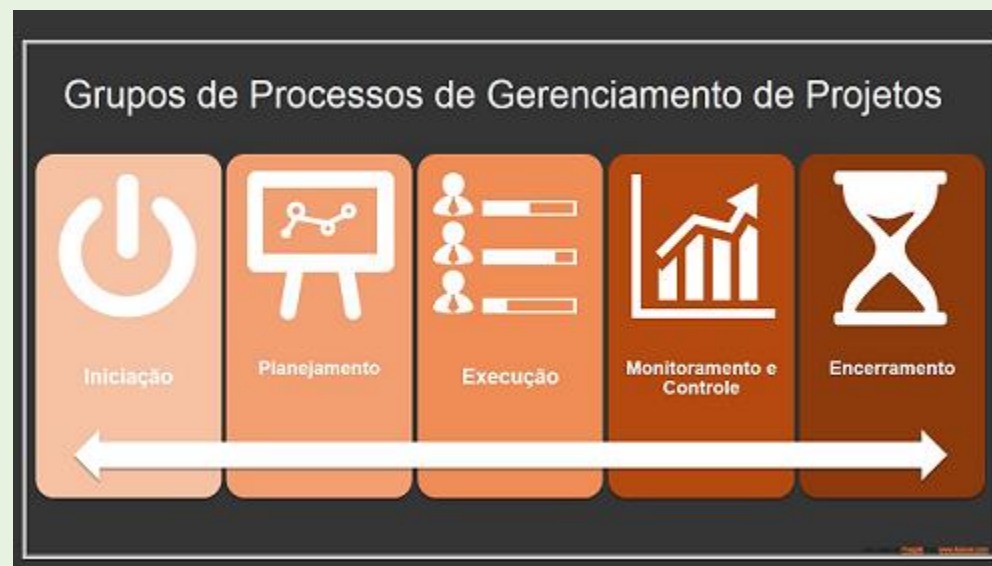 Grupos de Processos de Gerenciamento de Projetos
Iniciação
Planejamento
Execução
Monitoramento e
Controle
Encerramento